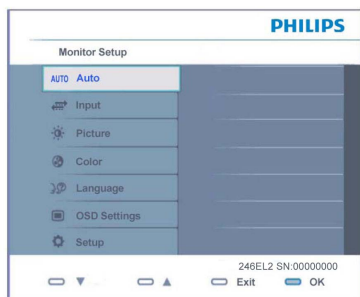 PHILIPS
Monitor Setup
AUTO Auto
Input
Picture
Color
Language
OSD Settings
Setup
246EL2 SN:00000000
Exit OK